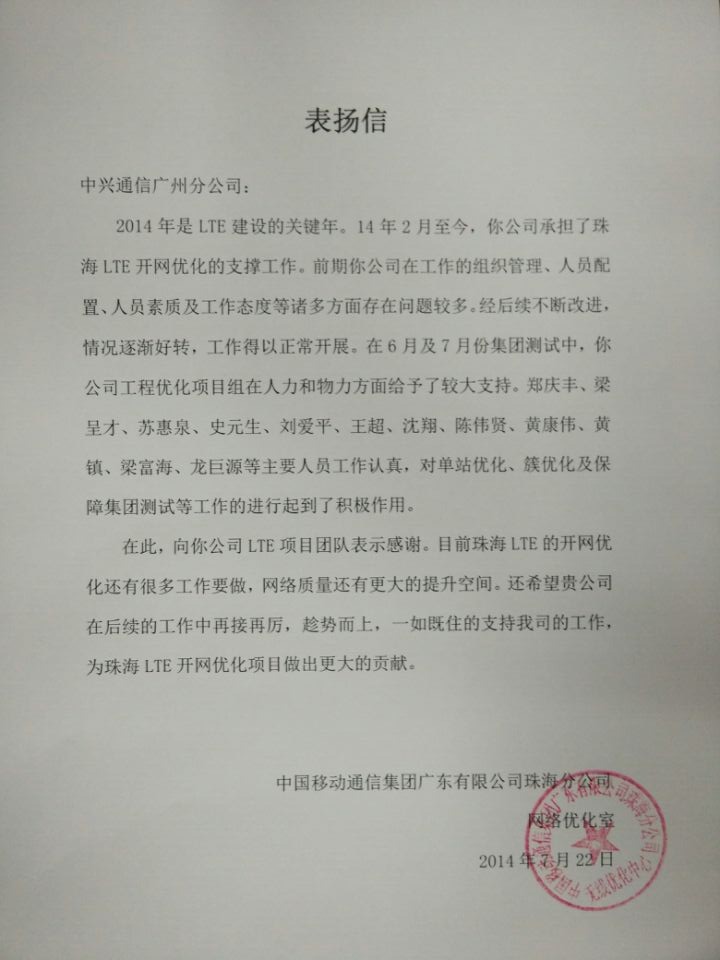 表扬信
中兴通信广州分公司：
2014 年是 LTE 建设的关键年。14 年 2 月至今，你公司承担了珠
海 LTE 开网优化的支撑工作。前期你公司在工作的组织管理、人员配
置、人员素质及工作态度等诸多方面存在问题较多。经后续不断改进，
情况逐渐好转，工作得以正常开展。在 6 月及 7 月份集团测试中，你
公司工程优化项目组在人力和物力方面给予了较大支持。郑庆丰、梁
呈才、苏惠泉、史元生、刘爱平、王超、沈翔、陈伟贤、黄康伟、黄
镇、梁富海、龙巨源等主要人员工作认真，对单站优化、簇优化及保
障集团测试等工作的进行起到了积极作用。
在此，向你公司 LTE 项目团队表示感谢。目前珠海 LTE 的开网优
化还有很多工作要做，网络质量还有更大的提升空间。还希望贵公司
在后续的工作中再接再厉，趁势而上，一如既住的支持我司的工作，
为珠海 LTE 开网优化项目做出更大的贡献。
中国移动通信集团广东有限公司珠海分公司
网络优化室
2014 年 7 月 22 日
中国移动通信集团广东有限公司珠海分公司
无线优化中心